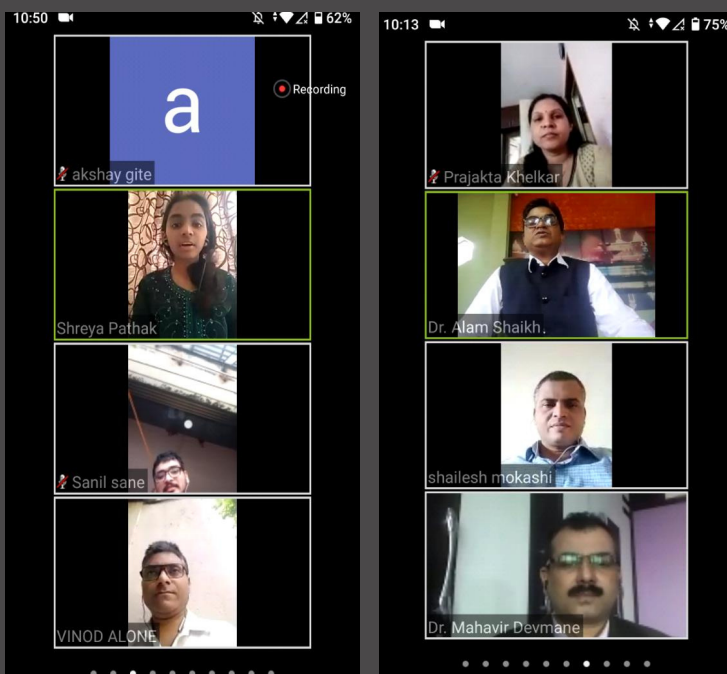 10:50
62%
a
Recording
akshay gite
Shreya Pathak
Sanil sane
VINOD ALONE
10:13
75%
Prajakta Khelkar
Dr. Alam Shaikh.
shailesh mokashi
Dr. Mahavir Devmane